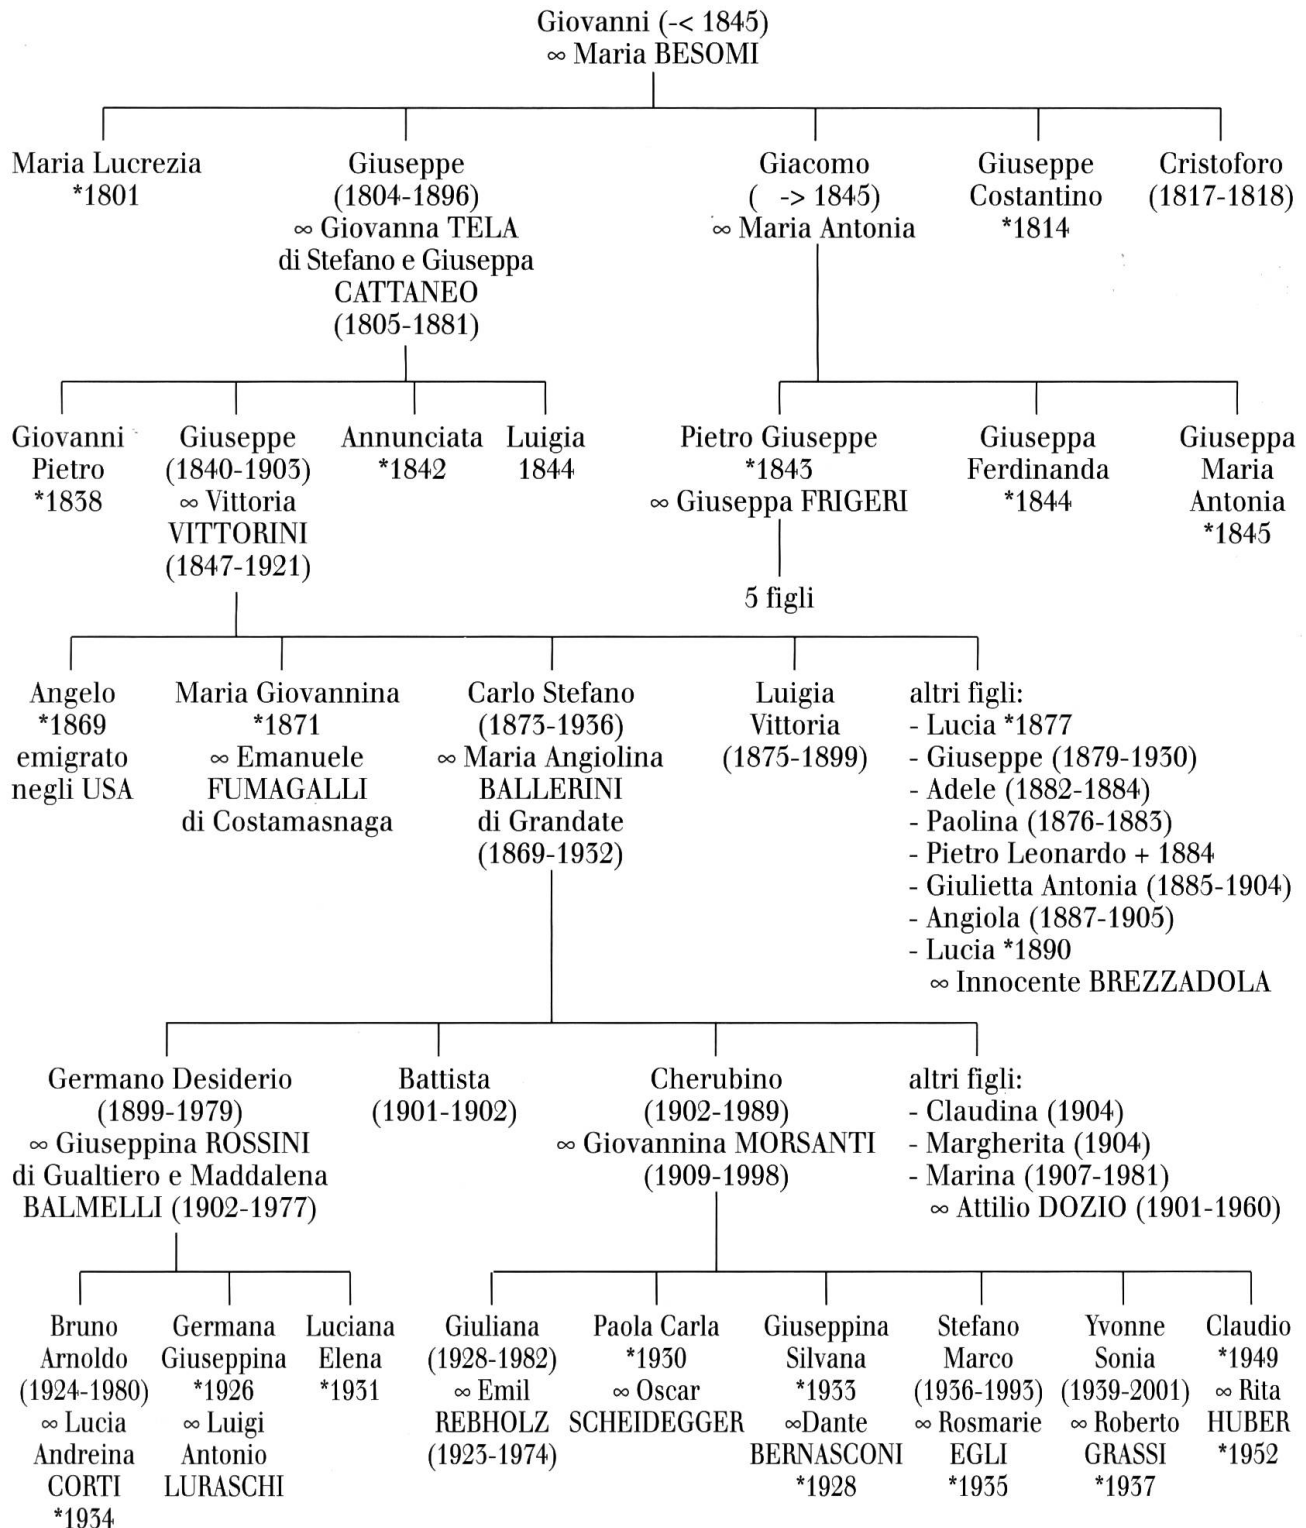 Giovanni (-< 1845)
∞ Maria BESOMI
Maria Lucrezia
*1801
Giuseppe
(1804-1896)
∞ Giovanna TELA
di Stefano e Giuseppa
CATTANEO
(1805-1881)
Giacomo
( -> 1845)
∞ Maria Antonia
Giuseppe
Costantino
*1814
Cristoforo
(1817-1818)
Giovanni
Pietro
*1838
Giuseppe
(1840-1903)
∞ Vittoria
VITTORINI
(1847-1921)
Annunciata
*1842
Luigia
1844
Pietro Giuseppe
*1843
∞ Giuseppa FRIGERI
5 figli
Giuseppa
Ferdinanda
*1844
Giuseppa
Maria
Antonia
*1845
Angelo
*1869
emigrato
negli USA
Maria Giovannina
*1871
∞ Emanuele
FUMAGALLI
di Costamasnaga
Carlo Stefano
(1873-1936)
∞ Maria Angiolina
BALLERINI
di Grandate
(1869-1932)
Luigia
Vittoria
(1875-1899)
altri figli:
- Lucia *1877
- Giuseppe (1879-1930)
- Adele (1882-1884)
- Paolina (1876-1883)
- Pietro Leonardo + 1884
- Giulietta Antonia (1885-1904)
- Angiola (1887-1905)
- Lucia *1890
∞ Innocente BREZZADOLA
Germano Desiderio
(1899-1979)
∞ Giuseppina ROSSINI
di Gualtiero e Maddalena
BALMELLI (1902-1977)
Battista
(1901-1902)
Cherubino
(1902-1989)
∞ Giovannina MORSANTI
(1909-1998)
altri figli:
- Claudina (1904)
- Margherita (1904)
- Marina (1907-1981)
∞ Attilio DOZIO (1901-1960)
Bruno
Arnoldo
(1924-1980)
∞ Lucia
Andreina
CORTI
*1934
Germana
Giuseppina
*1926
∞ Luigi
Antonio
LURASCHI
Luciana
Elena
*1931
Giuliana
(1928-1982)
∞ Emil
REBHOLZ
(1923-1974)
Paola Carla
*1930
∞ Oscar
SCHEIDEGGER
Giuseppina
Silvana
*1933
∞Dante
BERNASCONI
*1928
Stefano
Marco
(1936-1993)
∞ Rosmarie
EGLI
*1935
Yvonne
Sonia
(1939-2001)
∞ Roberto
GRASSI
*1937
Claudio
*1949
∞ Rita
HUBER
*1952